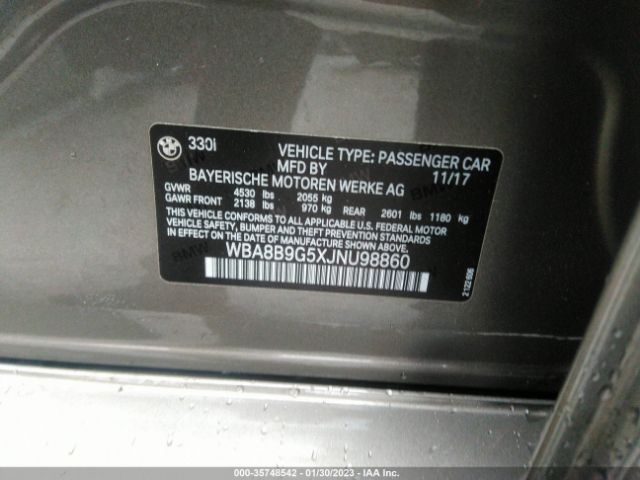 330i VEHICLE TYPE: PASSENGER CAR
MFD BY 11/17
BAYERISCHE MOTOREN WERKE AG
GVWR 4530 lbs 2055 kg
GAWR FRONT 2138 lbs 970 kg REAR 2601 lbs 1180 kg
THIS VEHICLE CONFORMS TO ALL APPLICABLE U.S. FEDERAL MOTOR
VEHICLE SAFETY, BUMPER AND THEFT PREVENTION STANDARDS
IN EFFECT ON THE DATE OF MANUFACTURE SHOWN ABOVE.
WBA8B9G5XJNU98860
2122 606
000-35748542 - 01/30/2023 - IAA Inc.